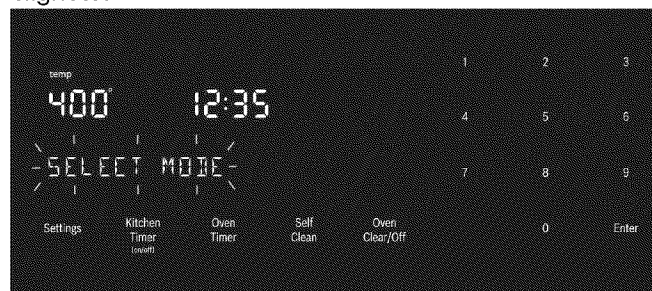 temp
400° 12:35
SELECT MODE
1 2 3
4 5 6
7 8 9
0 Enter
Settings
Kitchen
Timer
(on/off)
Oven
Timer
Self
Clean
Oven
Clear/Off